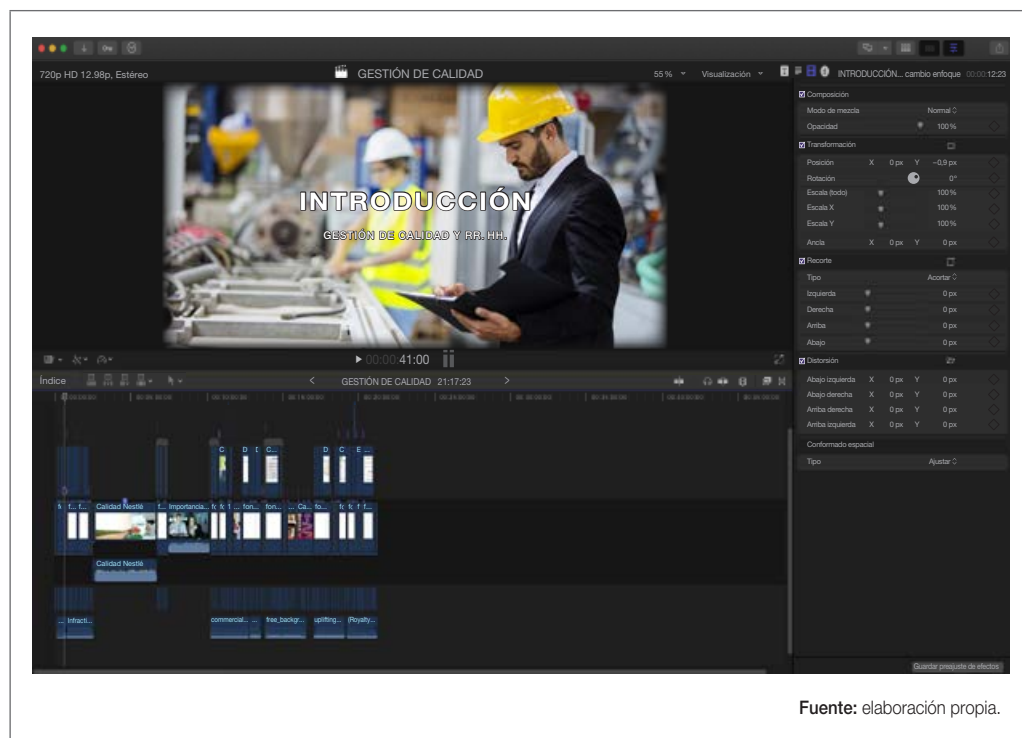 720p HD 12.98p, Estéreo
GESTIÓN DE CALIDAD
55 %
Visualización
INTRODUCCIÓN... cambio enfoque 00:00:12:23
INTRODUCCIÓN
GESTIÓN DE CALIDAD Y RR. HH.
Composición
Modo de mezcla Normal
Opacidad 100 %
Transformación
Posición X 0 px Y −0,9 px
Rotación 0°
Escala (todo) 100 %
Escala X 100 %
Escala Y 100 %
Ancla X 0 px Y 0 px
Recorte
Tipo Acortar
Izquierda 0 px
Derecha 0 px
Arriba 0 px
Abajo 0 px
Distorsión
Abajo izquierda X 0 px Y 0 px
Abajo derecha X 0 px Y 0 px
Arriba derecha X 0 px Y 0 px
Arriba izquierda X 0 px Y 0 px
Conformado espacial
Tipo Ajustar
Guardar preajuste de efectos
00:00:41:00
Índice
GESTIÓN DE CALIDAD 21:17:23
C D C... D C E...
f... f... Calidad Nestlé f... Importancia... fon... fon... ... Ca... fo... f...
Calidad Nestlé
... Infracti... commercial... ... free_backgr... uplifting... (Royalty...
Fuente: elaboración propia.